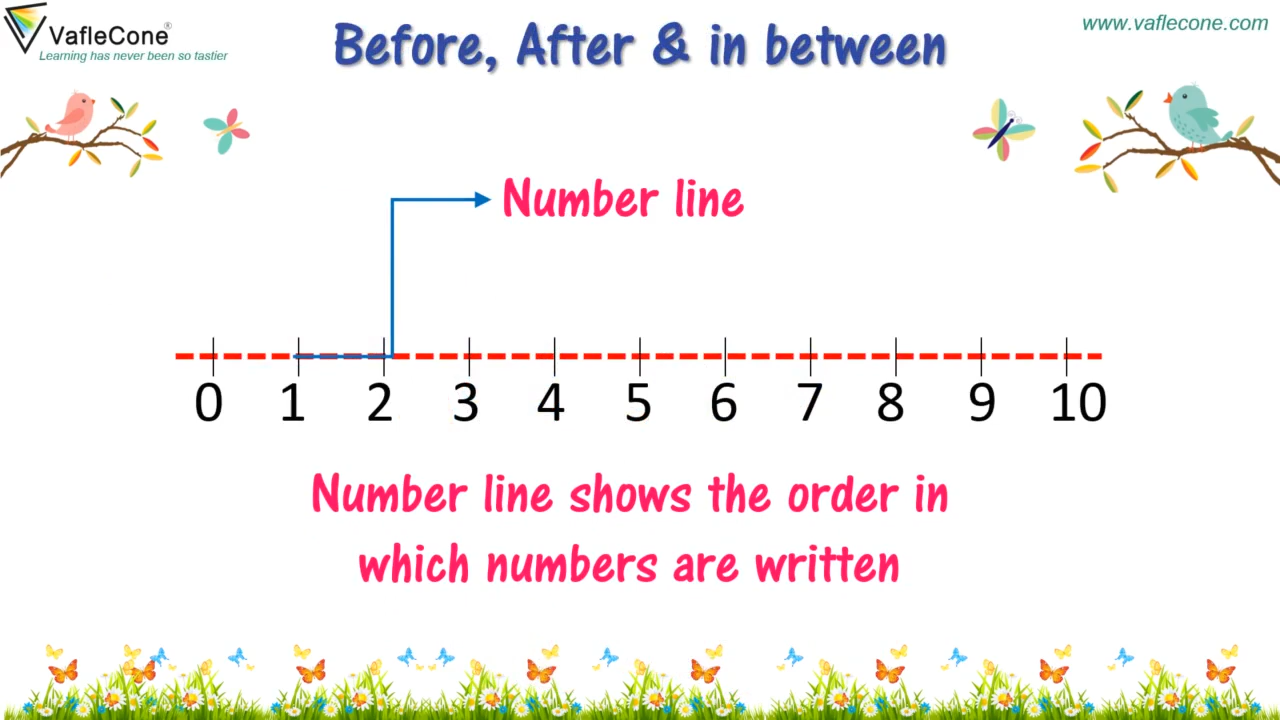 VafleCone®
Learning has never been so tastier
Before, After & in between
www.vaflecone.com
Number line
0 1 2 3 4 5 6 7 8 9 10
Number line shows the order in
which numbers are written